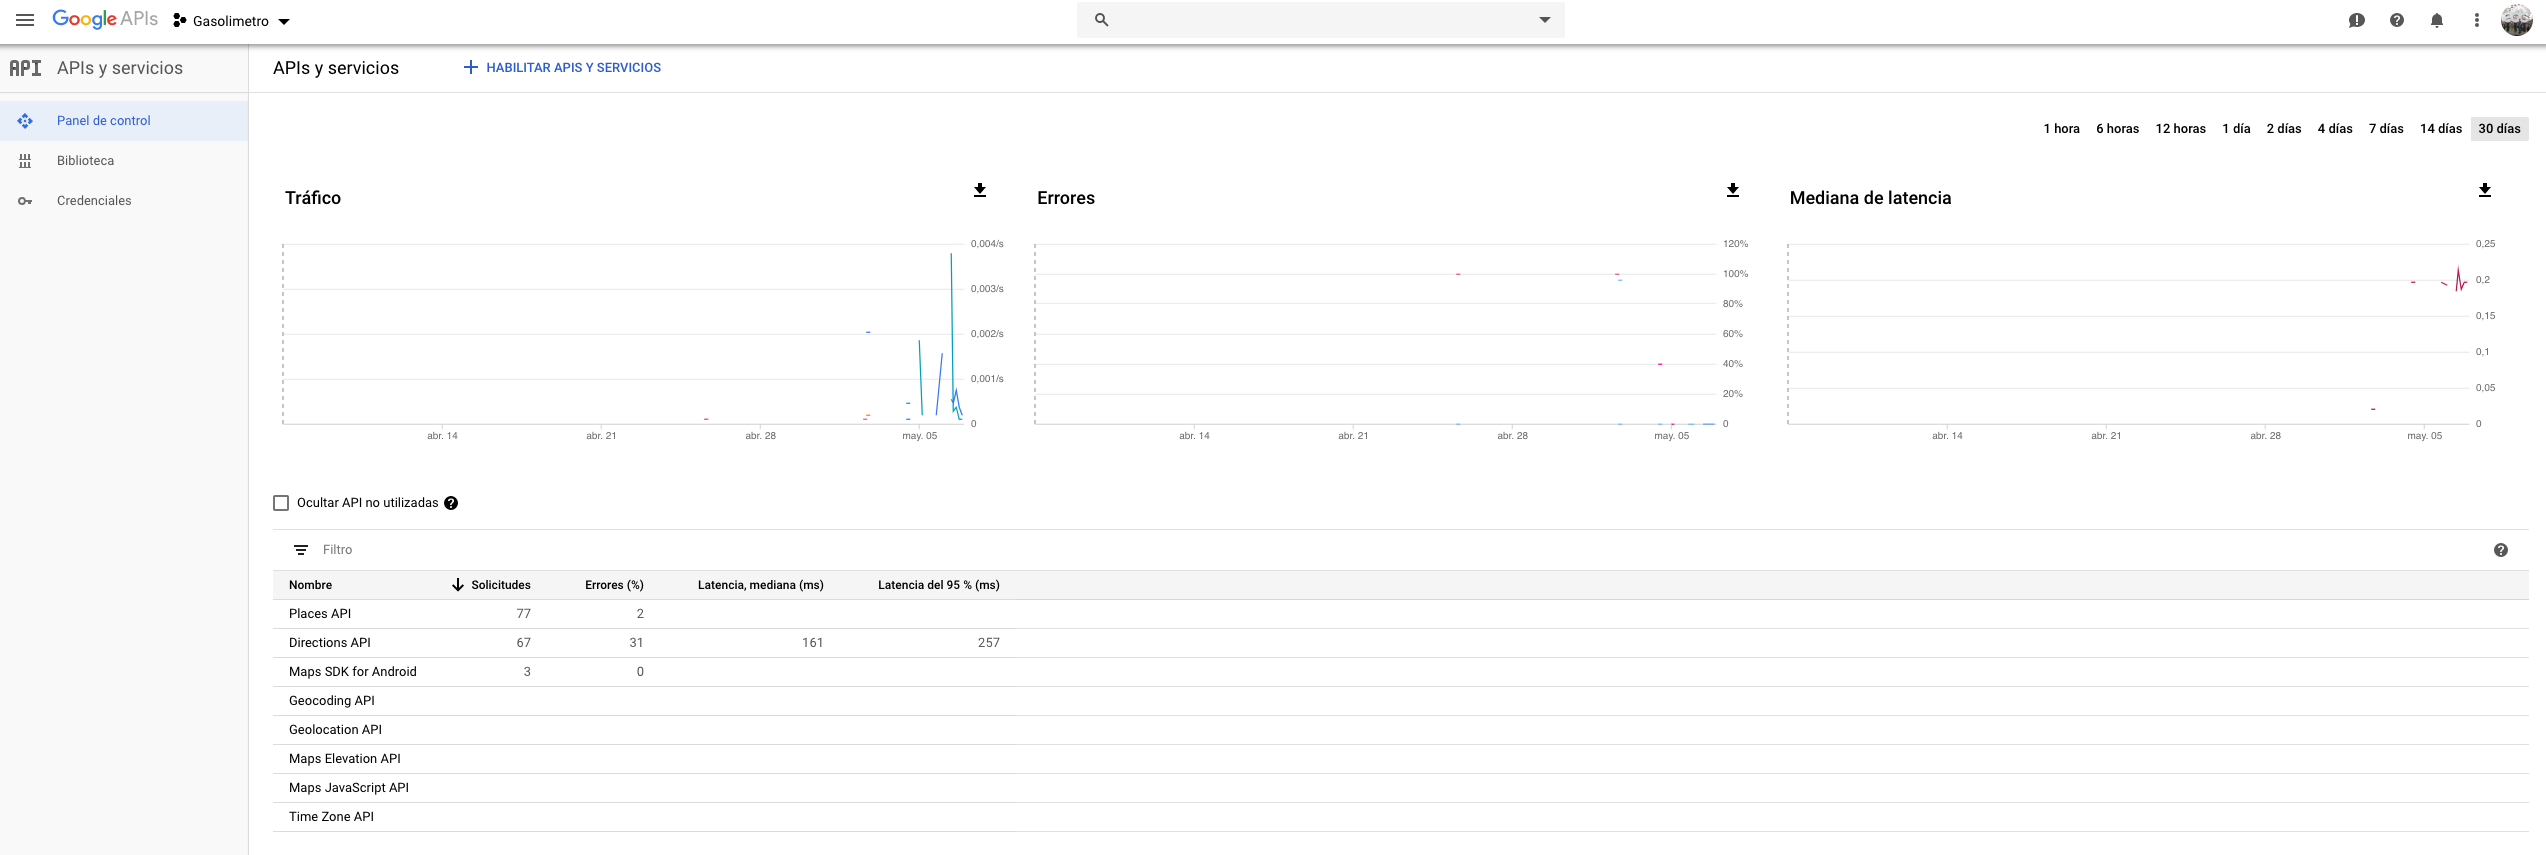 Google APIs Gasolimetro
API APIs y servicios
APIs y servicios HABILITAR APIS Y SERVICIOS
Panel de control
Biblioteca
Credenciales
1 hora 6 horas 12 horas 1 día 2 días 4 días 7 días 14 días 30 días
Tráfico
0,004/s
0,003/s
0,002/s
0,001/s
0
abr. 14 abr. 21 abr. 28 may. 05
Errores
120%
100%
80%
60%
40%
20%
0
abr. 14 abr. 21 abr. 28 may. 05
Mediana de latencia
0,25
0,2
0,15
0,1
0,05
0
abr. 14 abr. 21 abr. 28 may. 05
Ocultar API no utilizadas
Filtro
Nombre Solicitudes Errores (%) Latencia, mediana (ms) Latencia del 95 % (ms)
Places API 77 2
Directions API 67 31 161 257
Maps SDK for Android 3 0
Geocoding API
Geolocation API
Maps Elevation API
Maps JavaScript API
Time Zone API